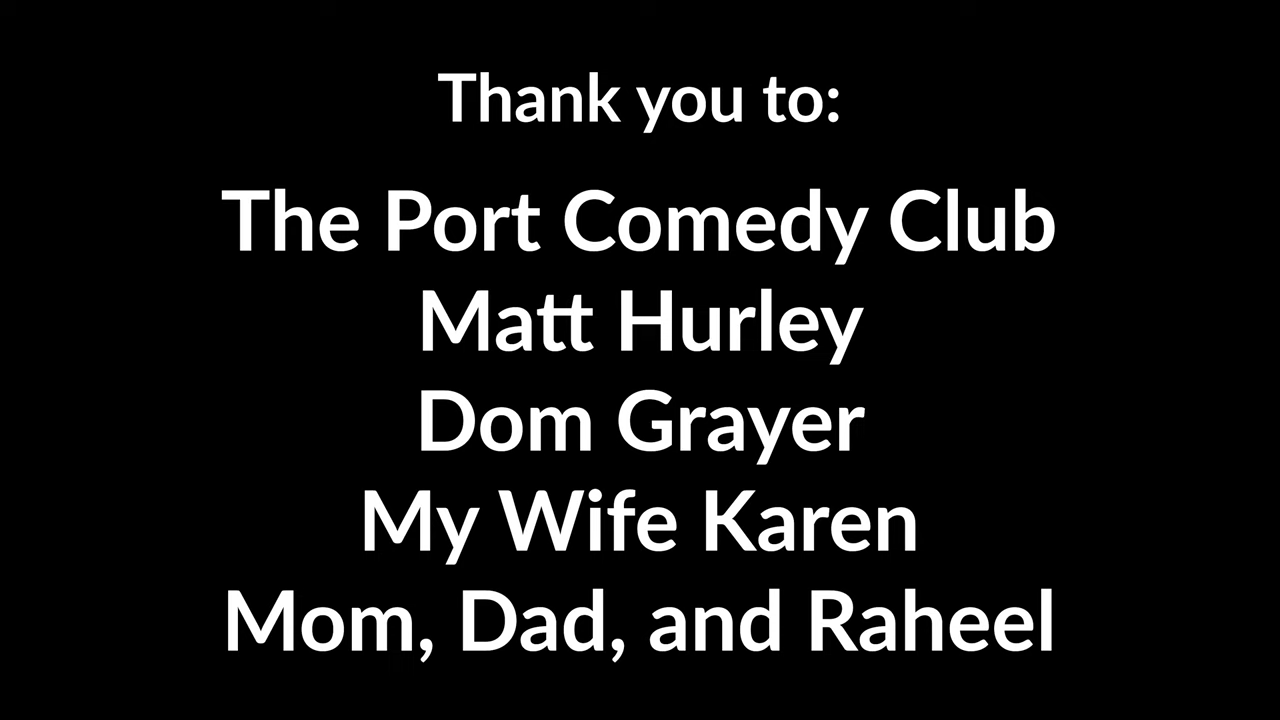 Thank you to:
The Port Comedy Club
Matt Hurley
Dom Grayer
My Wife Karen
Mom, Dad, and Raheel